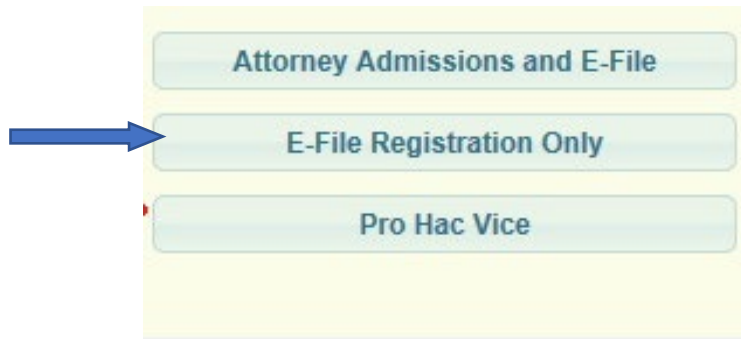 Attorney Admissions and E-File
E-File Registration Only
Pro Hac Vice